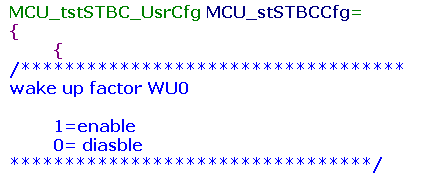 MCU_tstSTBC_UsrCfg MCU_stSTBCCfg=
{
{
/***********************************
wake up factor WU0
1=enable
0= diasble
*********************************/